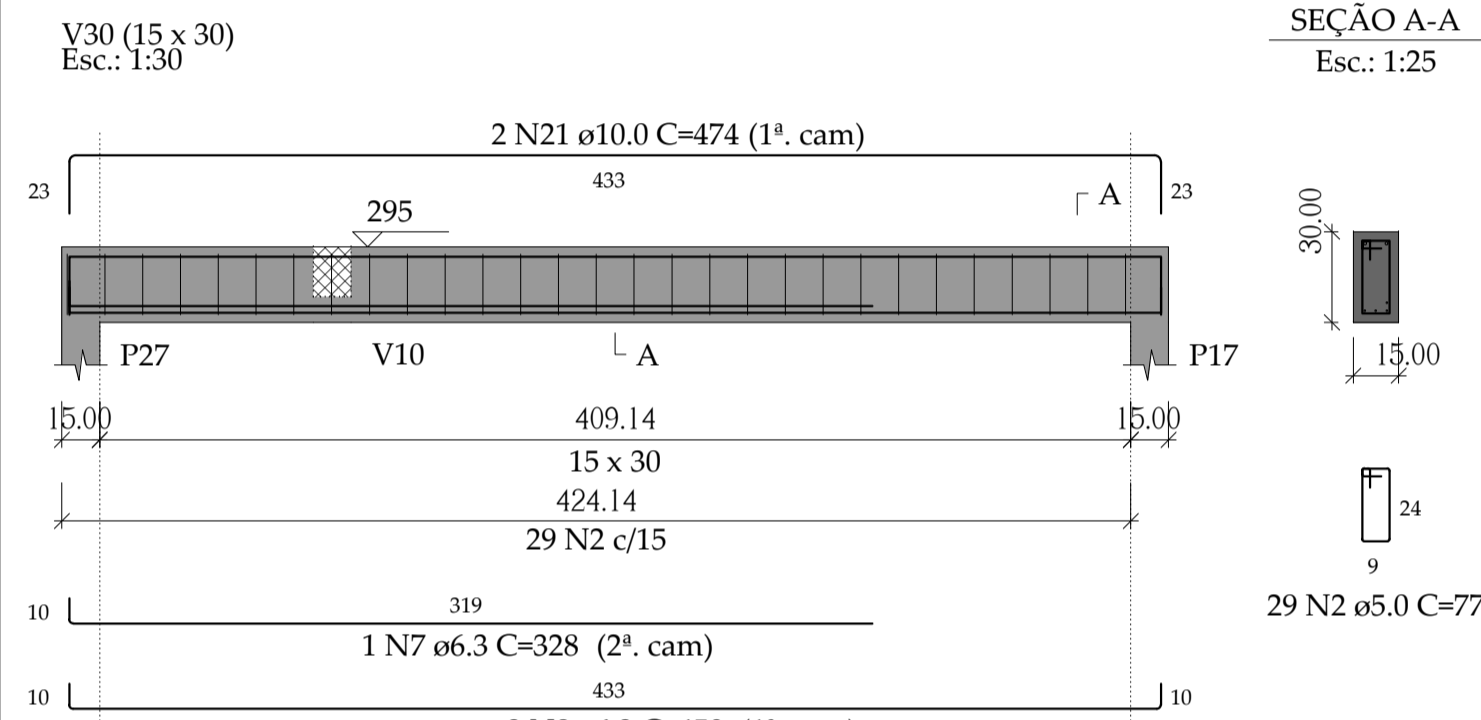 V30 (15 x 30)
Esc.: 1:30
SEÇÃO A-A
Esc.: 1:25
2 N21 ø10.0 C=474 (1ª. cam)
23
433
23
A
295
30.00
P27
V10
A
P17
15.00
15.00
409.14
15.00
15 x 30
424.14
29 N2 c/15
24
9
29 N2 ø5.0 C=77
10
319
1 N7 ø6.3 C=328 (2ª. cam)
10
433
10